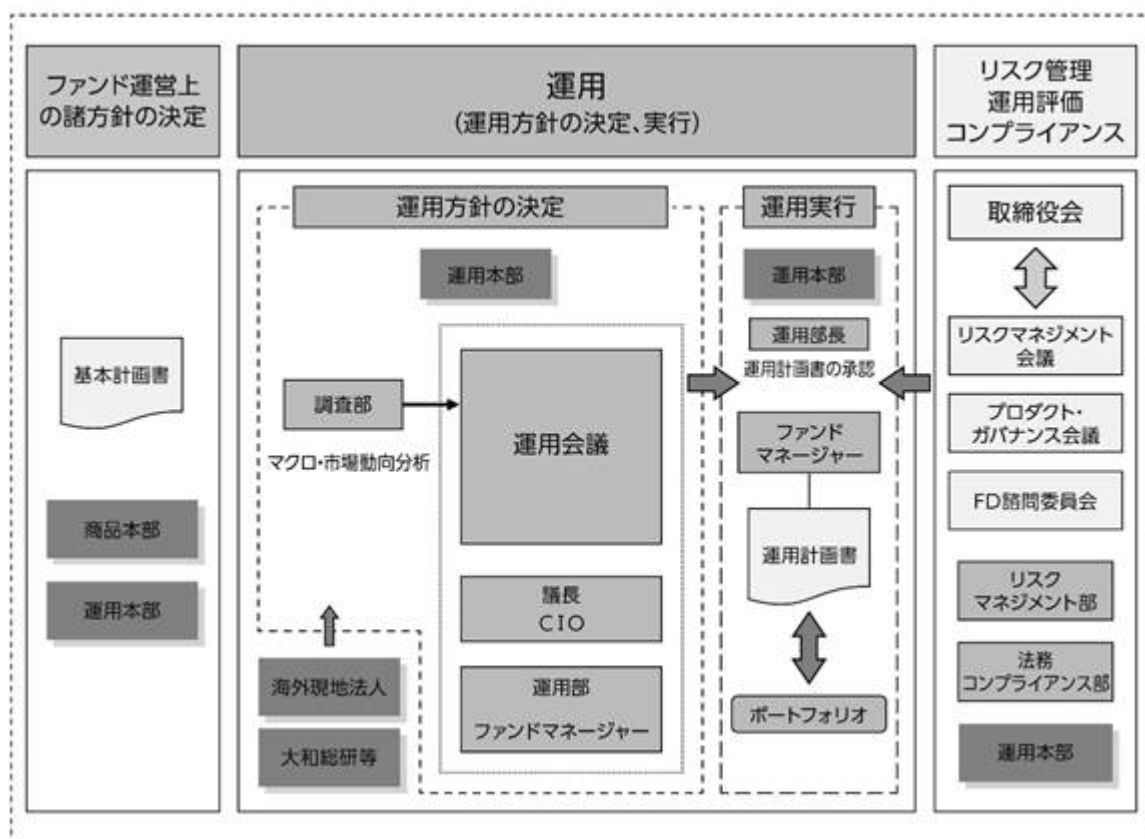 ファンド運営上
の諸方針の決定
運用
(運用方針の決定、実行)
リスク管理
運用評価
コンプライアンス
基本計画書
商品本部
運用本部
運用方針の決定
運用本部
調査部
マクロ・市場動向分析
運用会議
議長
CIO
運用部
ファンドマネージャー
海外現地法人
大和総研等
運用実行
運用本部
運用部長
運用計画書の承認
ファンド
マネージャー
運用計画書
ポートフォリオ
取締役会
リスクマネジメント
会議
プロダクト・
ガバナンス会議
FD諮問委員会
リスク
マネジメント部
法務
コンプライアンス部
運用本部